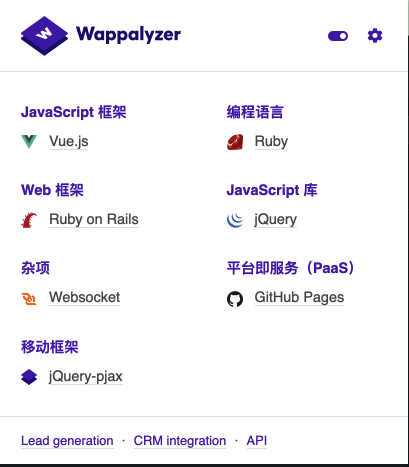 Wappalyzer
JavaScript 框架
Vue.js
编程语言
Ruby
Web 框架
Ruby on Rails
JavaScript 库
jQuery
杂项
Websocket
平台即服务（PaaS）
GitHub Pages
移动框架
jQuery-pjax
Lead generation · CRM integration · API